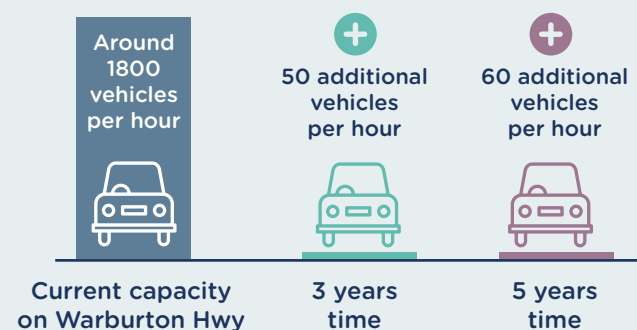 Around
1800
vehicles
per hour
50 additional
vehicles
per hour
60 additional
vehicles
per hour
Current capacity
on Warburton Hwy
3 years
time
5 years
time